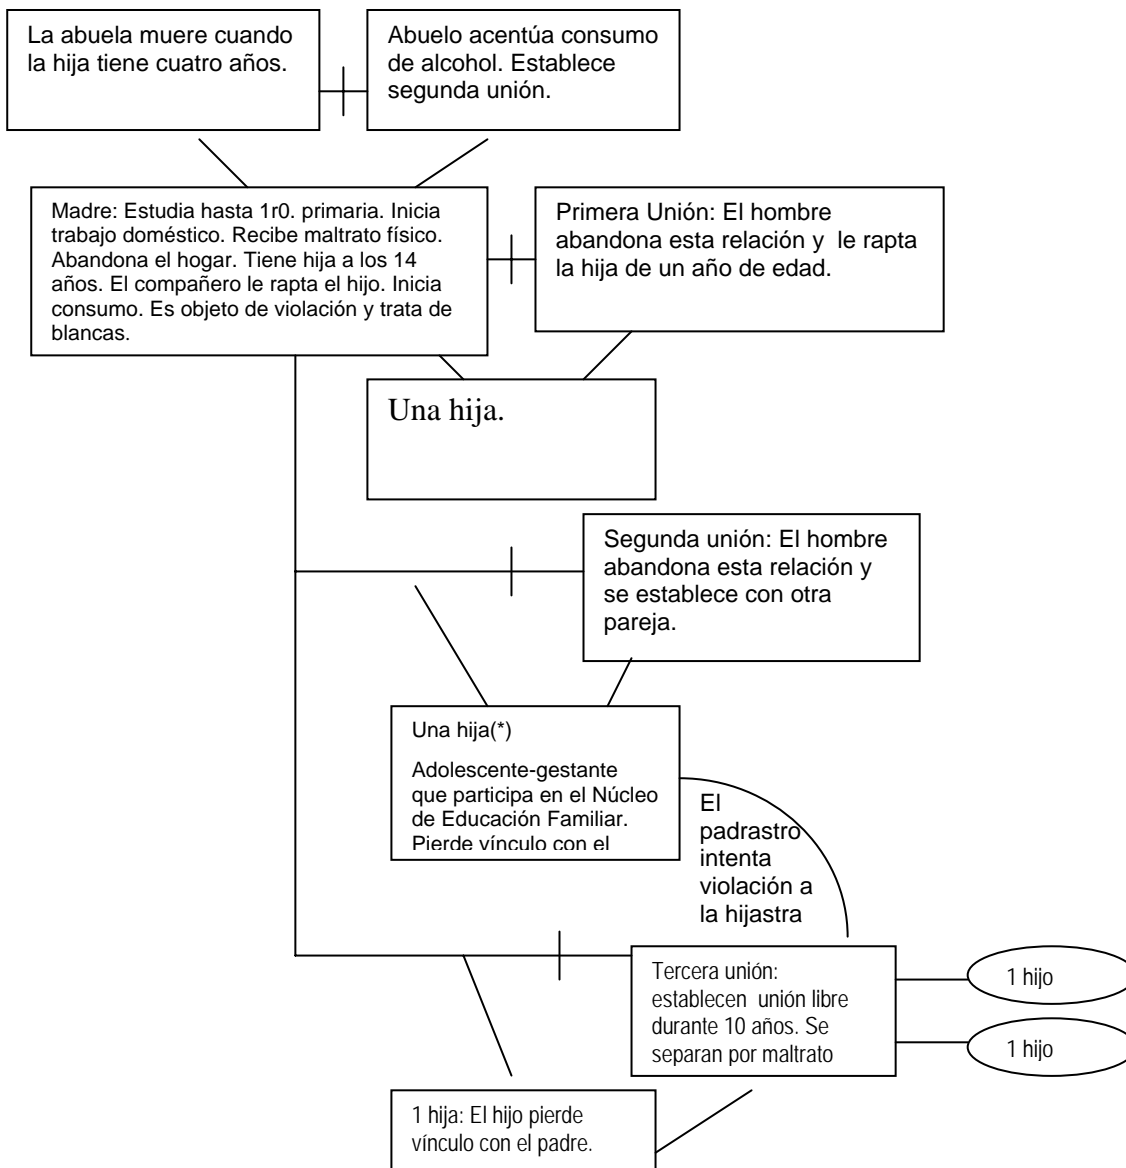 La abuela muere cuando
la hija tiene cuatro años.
Abuelo acentúa consumo
de alcohol. Establece
segunda unión.
Madre: Estudia hasta 1r0. primaria. Inicia
trabajo doméstico. Recibe maltrato físico.
Abandona el hogar. Tiene hija a los 14
años. El compañero le rapta el hijo. Inicia
consumo. Es objeto de violación y trata de
blancas.
Primera Unión: El hombre
abandona esta relación y le rapta
la hija de un año de edad.
Una hija.
Segunda unión: El hombre
abandona esta relación y
se establece con otra
pareja.
Una hija(*)
Adolescente-gestante
que participa en el Núcleo
de Educación Familiar.
Pierde vínculo con el
El
padrastro
intenta
violación a
la hijastra
Tercera unión:
establecen unión libre
durante 10 años. Se
separan por maltrato
1 hijo
1 hijo
1 hija: El hijo pierde
vínculo con el padre.